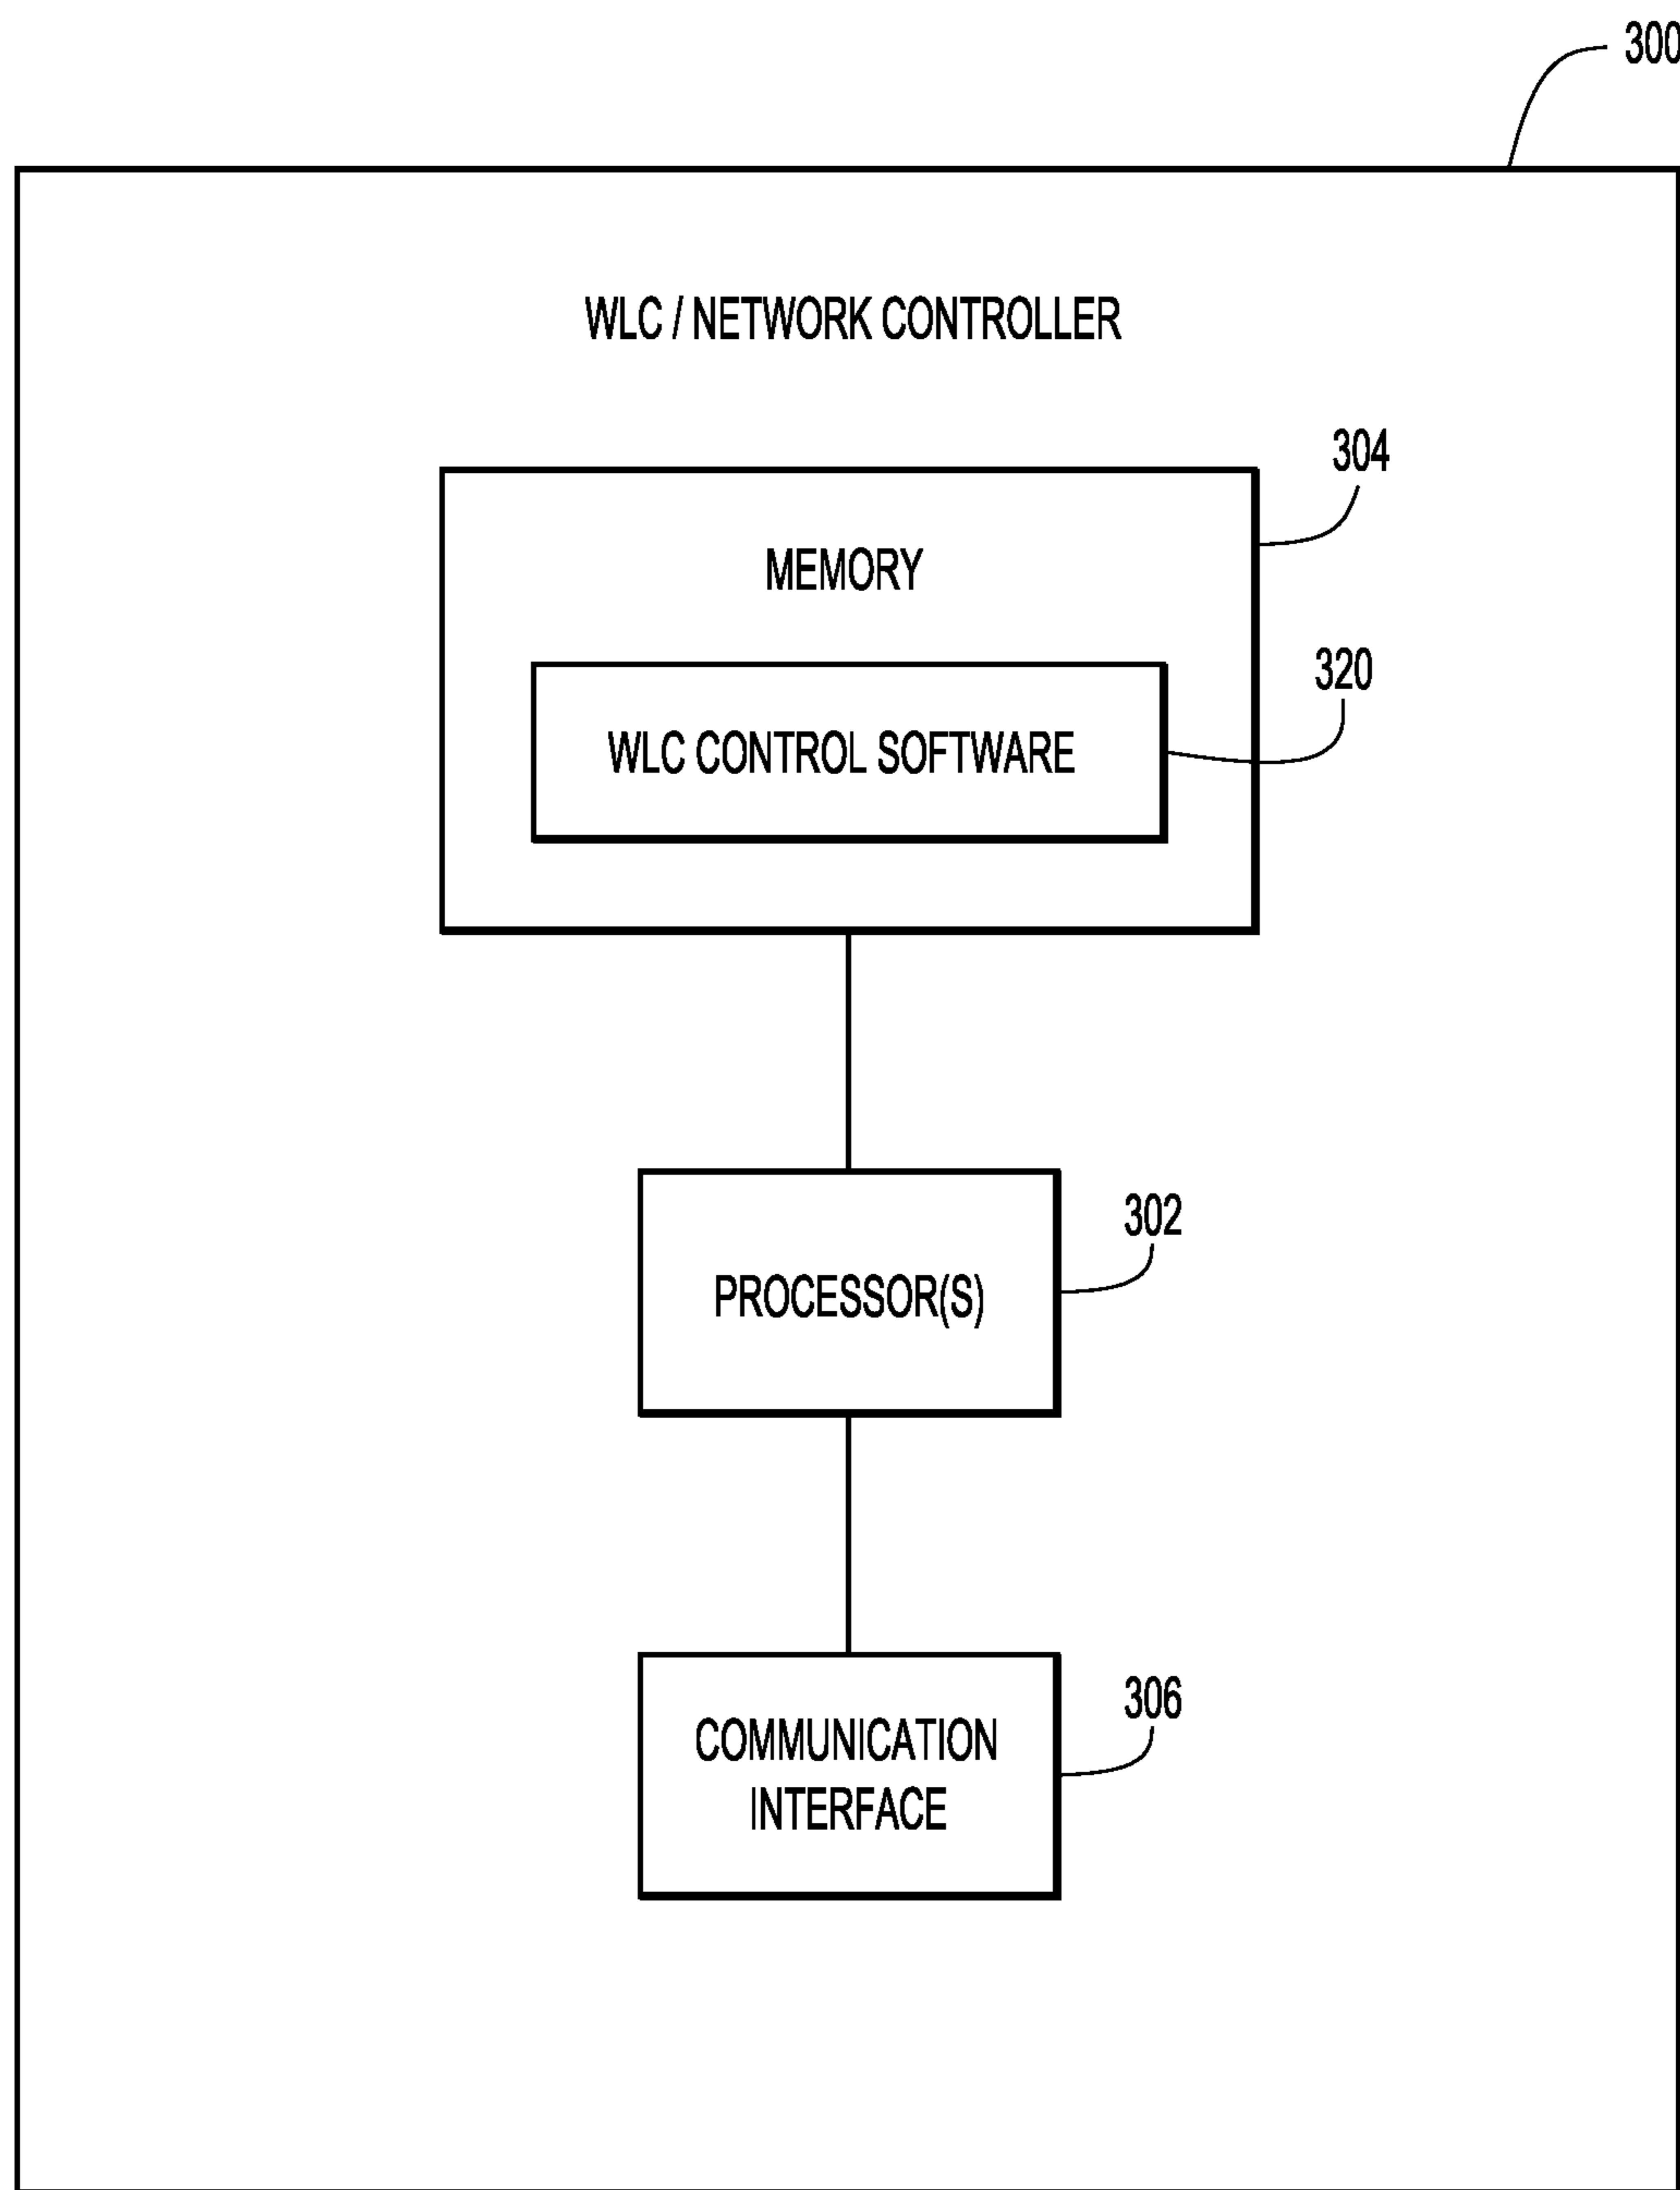 300
WLC / NETWORK CONTROLLER
304
MEMORY
320
WLC CONTROL SOFTWARE
302
PROCESSOR(S)
306
COMMUNICATION
INTERFACE